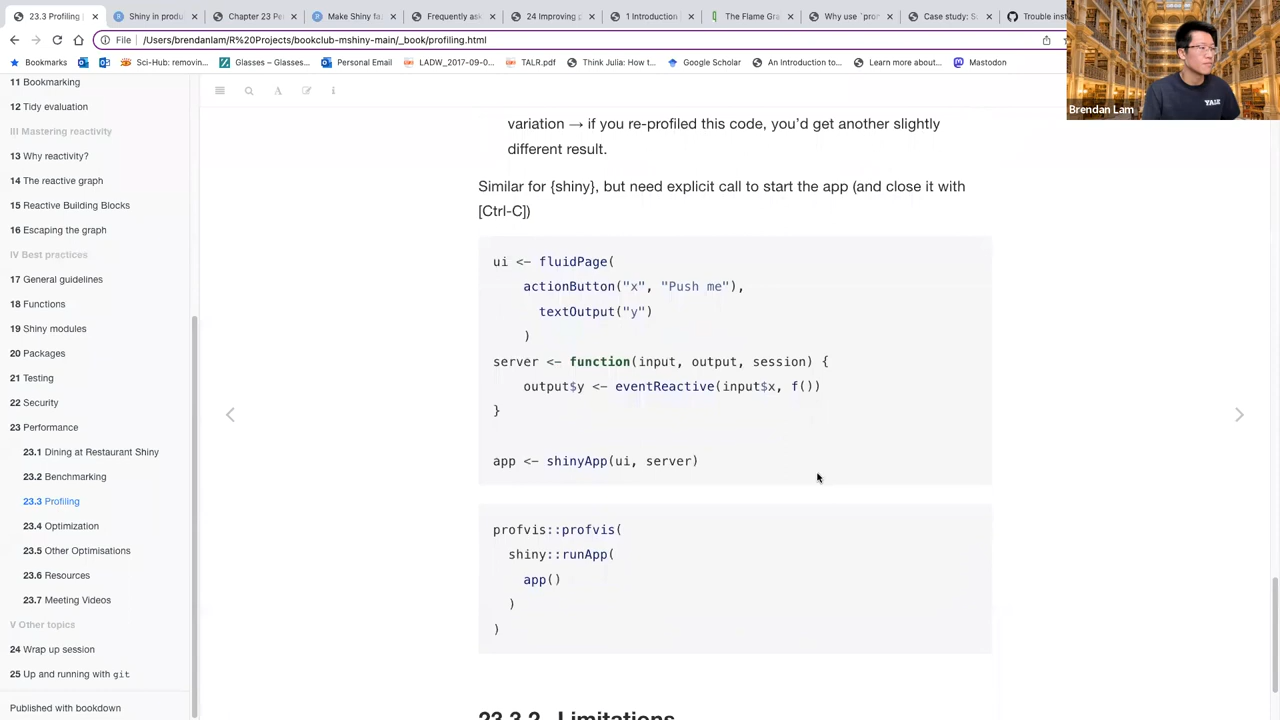 23.3 Profiling |
Shiny in produ
Chapter 23 Pe
Make Shiny fa
Frequently ask
24 Improving p
1 Introduction
The Flame Gra
Why use `pro
Case study: S
Trouble inst
File | /Users/brendanlam/R%20Projects/bookclub-mshiny-main/_book/profiling.html
Bookmarks
Sci-Hub: removin...
Glasses – Glasses...
Personal Email
LADW_2017-09-0...
TALR.pdf
Think Julia: How t...
Google Scholar
An Introduction to...
Learn more about...
Mastodon
Brendan Lam
YALE
11 Bookmarking
12 Tidy evaluation
III Mastering reactivity
13 Why reactivity?
14 The reactive graph
15 Reactive Building Blocks
16 Escaping the graph
IV Best practices
17 General guidelines
18 Functions
19 Shiny modules
20 Packages
21 Testing
22 Security
23 Performance
23.1 Dining at Restaurant Shiny
23.2 Benchmarking
23.3 Profiling
23.4 Optimization
23.5 Other Optimisations
23.6 Resources
23.7 Meeting Videos
V Other topics
24 Wrap up session
25 Up and running with git
Published with bookdown
variation → if you re-profiled this code, you'd get another slightly
different result.
Similar for {shiny}, but need explicit call to start the app (and close it with
[Ctrl-C])
ui <- fluidPage(
actionButton("x", "Push me"),
textOutput("y")
)
server <- function(input, output, session) {
output$y <- eventReactive(input$x, f())
}
app <- shinyApp(ui, server)
profvis::profvis(
shiny::runApp(
app()
)
)
23.3.2 Limitations